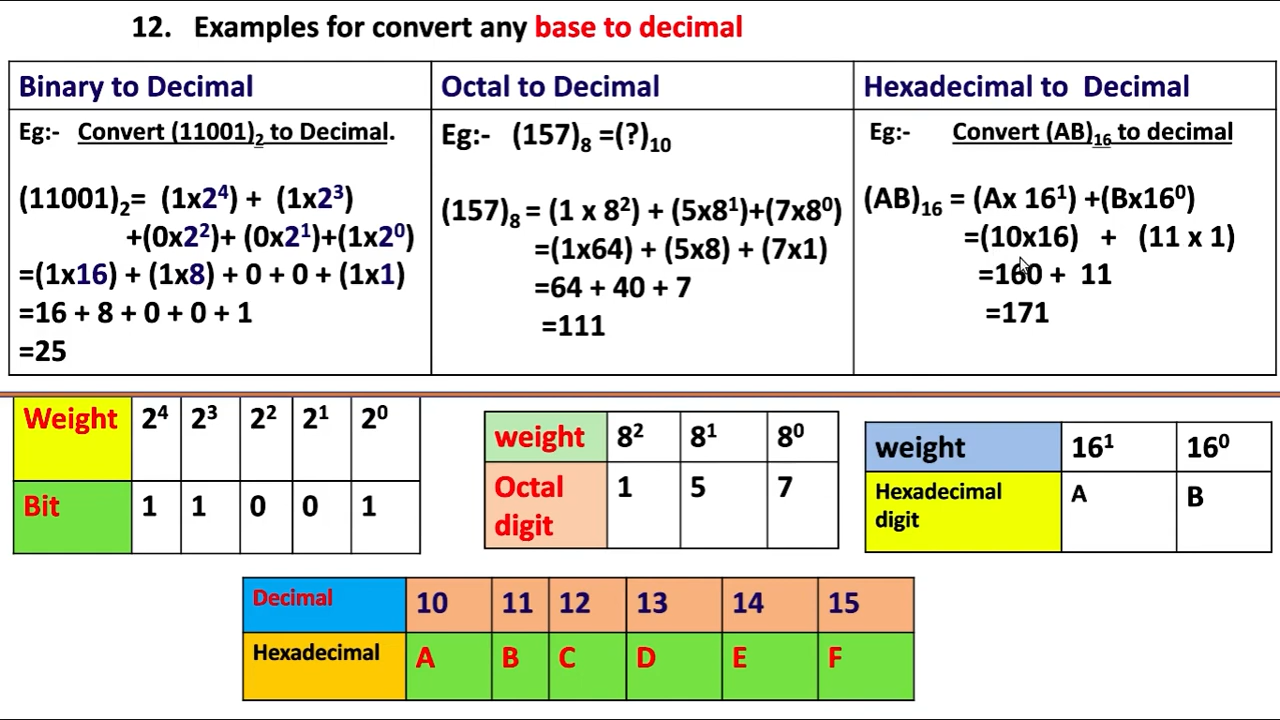 12. Examples for convert any base to decimal
Binary to Decimal
Eg:- Convert (11001)₂ to Decimal.
(11001)₂= (1x2⁴) + (1x2³)
+(0x2²)+ (0x2¹)+(1x2⁰)
=(1x16) + (1x8) + 0 + 0 + (1x1)
=16 + 8 + 0 + 0 + 1
=25
Octal to Decimal
Eg:- (157)₈ =(?)₁₀
(157)₈ = (1 x 8²) + (5x8¹)+(7x8⁰)
=(1x64) + (5x8) + (7x1)
=64 + 40 + 7
=111
Hexadecimal to Decimal
Eg:- Convert (AB)₁₆ to decimal
(AB)₁₆ = (Ax 16¹) +(Bx16⁰)
=(10x16) + (11 x 1)
=160 + 11
=171
Weight 2⁴ 2³ 2² 2¹ 2⁰
Bit 1 1 0 0 1
weight 8² 8¹ 8⁰
Octal digit 1 5 7
weight 16¹ 16⁰
Hexadecimal digit A B
Decimal 10 11 12 13 14 15
Hexadecimal A B C D E F